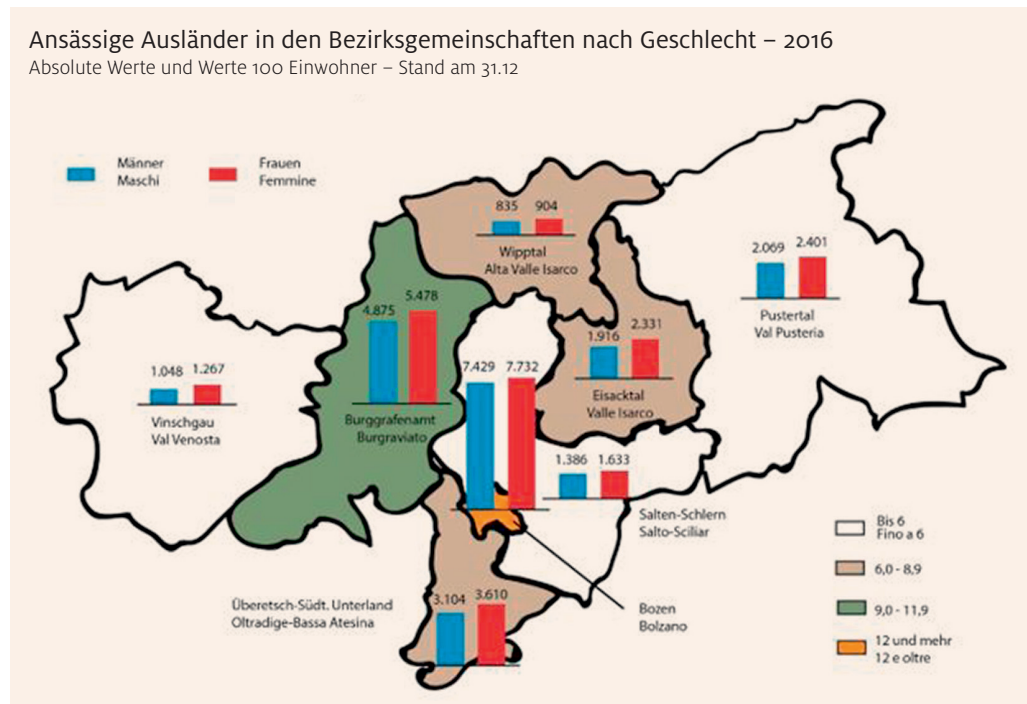 Ansässige Ausländer in den Bezirksgemeinschaften nach Geschlecht – 2016
Absolute Werte und Werte 100 Einwohner – Stand am 31.12
Männer
Maschi
Frauen
Femmine
835 904
Wipptal
Alta Valle Isarco
2.069 2.401
Pustertal
Val Pusteria
4.875 5.478
Burggrafenamt
Burgraviato
1.916 2.331
Eisacktal
Valle Isarco
1.048 1.267
Vinschgau
Val Venosta
7.429 7.732
1.386 1.633
Salten-Schlern
Salto-Sciliar
Bozen
Bolzano
Überetsch-Südt. Unterland
Oltradige-Bassa Atesina
3.104 3.610
Bis 6
Fino a 6
6,0 - 8,9
9,0 - 11,9
12 und mehr
12 e oltre